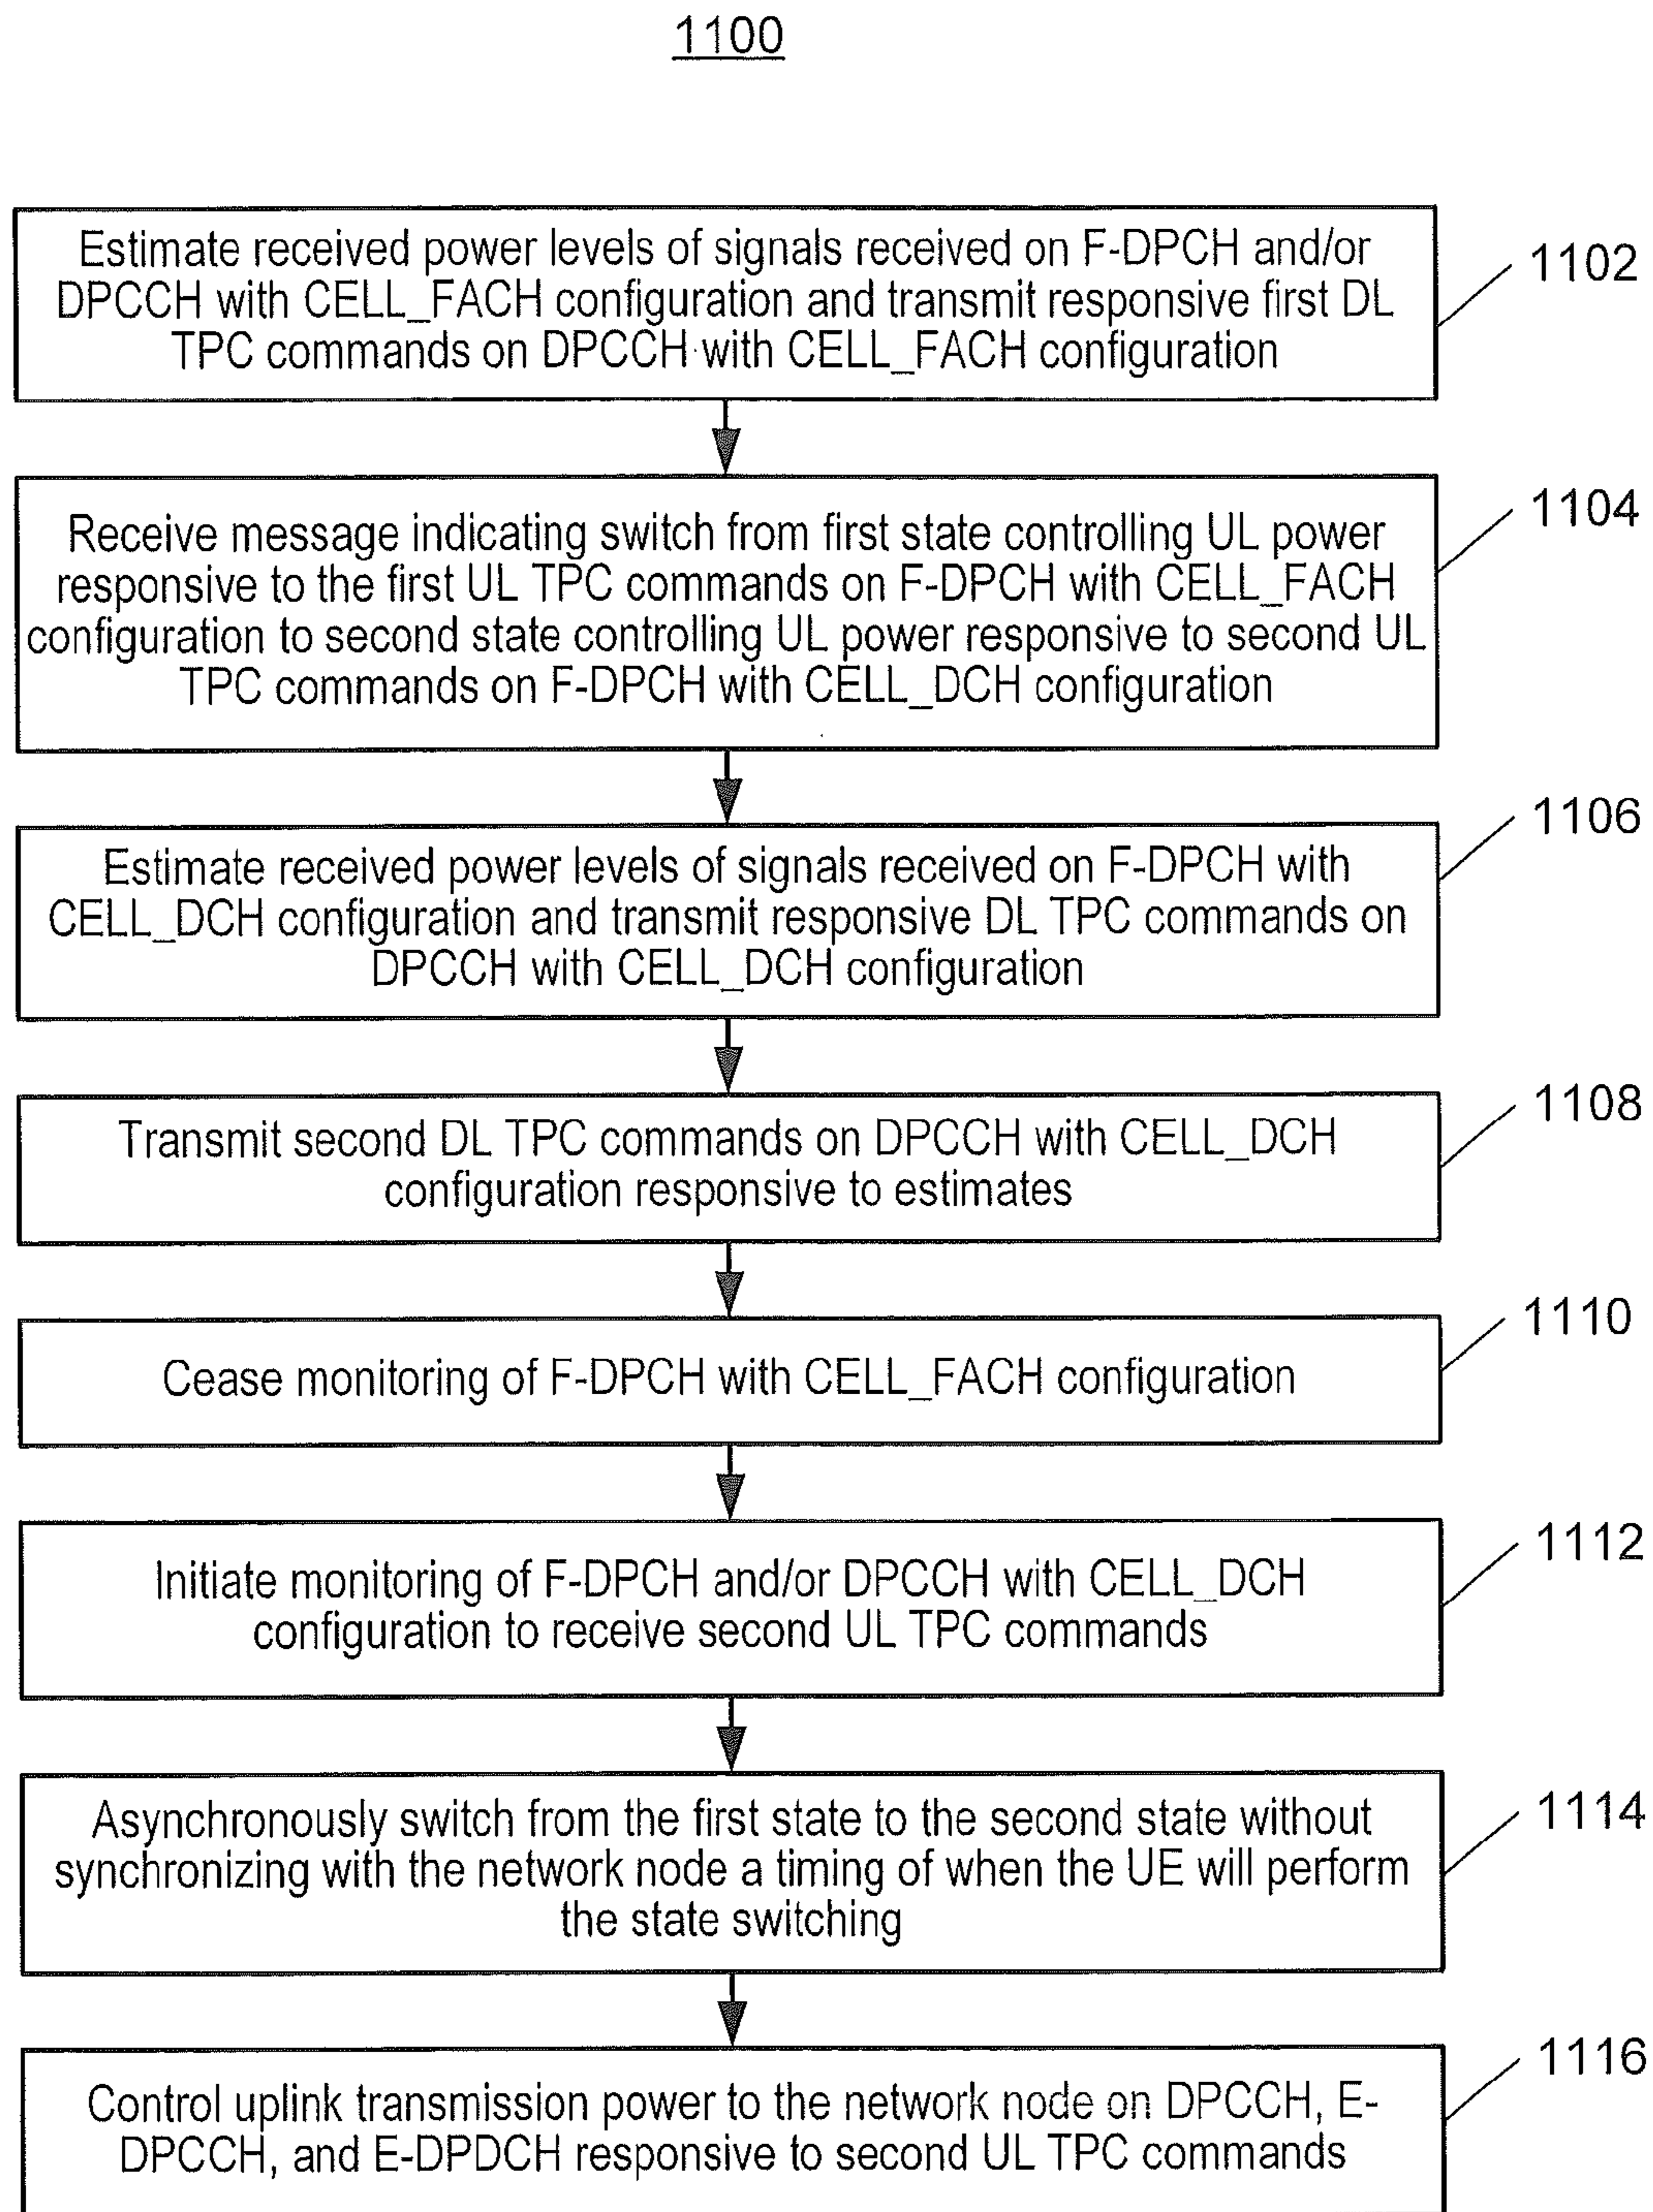 1100
Estimate received power levels of signals received on F-DPCH and/or
DPCCH with CELL_FACH configuration and transmit responsive first DL
TPC commands on DPCCH with CELL_FACH configuration
1102
Receive message indicating switch from first state controlling UL power
responsive to the first UL TPC commands on F-DPCH with CELL_FACH
configuration to second state controlling UL power responsive to second UL
TPC commands on F-DPCH with CELL_DCH configuration
1104
Estimate received power levels of signals received on F-DPCH with
CELL_DCH configuration and transmit responsive DL TPC commands on
DPCCH with CELL_DCH configuration
1106
Transmit second DL TPC commands on DPCCH with CELL_DCH
configuration responsive to estimates
1108
Cease monitoring of F-DPCH with CELL_FACH configuration
1110
Initiate monitoring of F-DPCH and/or DPCCH with CELL_DCH
configuration to receive second UL TPC commands
1112
Asynchronously switch from the first state to the second state without
synchronizing with the network node a timing of when the UE will perform
the state switching
1114
Control uplink transmission power to the network node on DPCCH, E-
DPCCH, and E-DPDCH responsive to second UL TPC commands
1116